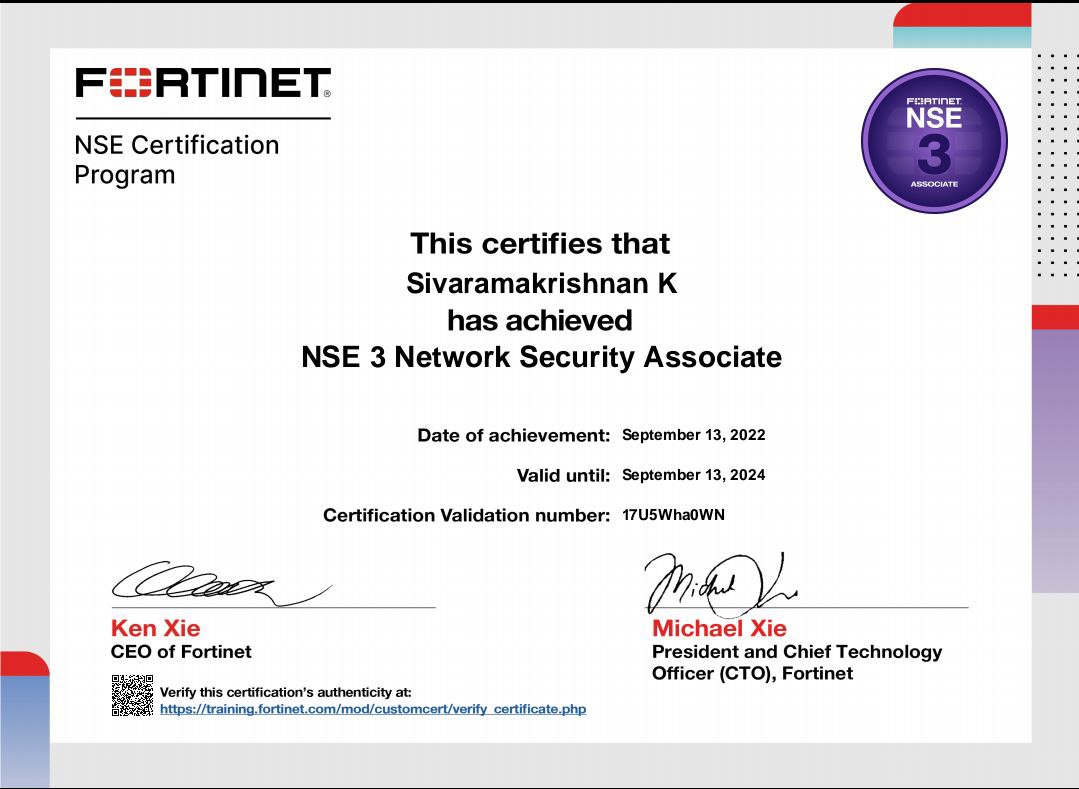 FORTINET®
NSE Certification
Program
FORTINET
NSE
3
ASSOCIATE
This certifies that
Sivaramakrishnan K
has achieved
NSE 3 Network Security Associate
Date of achievement: September 13, 2022
Valid until: September 13, 2024
Certification Validation number: 17U5Wha0WN
Michael
Ken Xie
CEO of Fortinet
Michael Xie
President and Chief Technology
Officer (CTO), Fortinet
Verify this certification's authenticity at:
https://training.fortinet.com/mod/customcert/verify_certificate.php